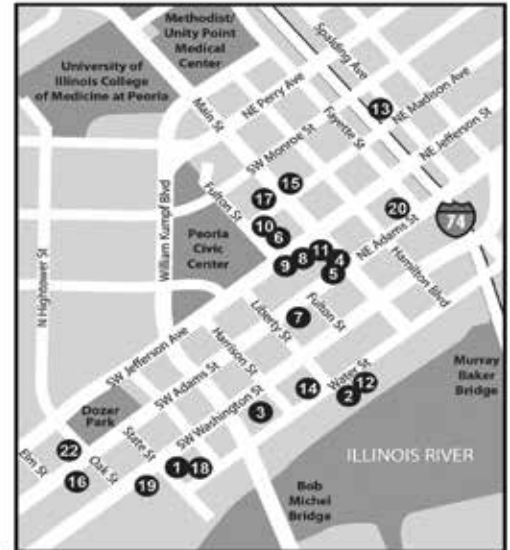 Methodist/
Unity Point
Medical
Center
University of
Illinois College
of Medicine at Peoria
Spalding Ave
NE Perry Ave
NE Madison Ave
13
Main St
Fayette St
NE Jefferson St
SW Monroe St
15
17
20
74
Fulton St
10
6
NE Adams St
William Kumpf Blvd
Peoria
Civic
Center
11
8
4
9
5
Hamilton Blvd
N Hightower St
Liberty St
Fulton St
7
SW Jefferson Ave
Harrison St
Murray
Baker
Bridge
Water St
SW Adams St
14
12
2
Dozer
Park
SW Washington St
3
State St
22
ILLINOIS RIVER
Elm St
Oak St
1
18
16
19
Bob
Michel
Bridge